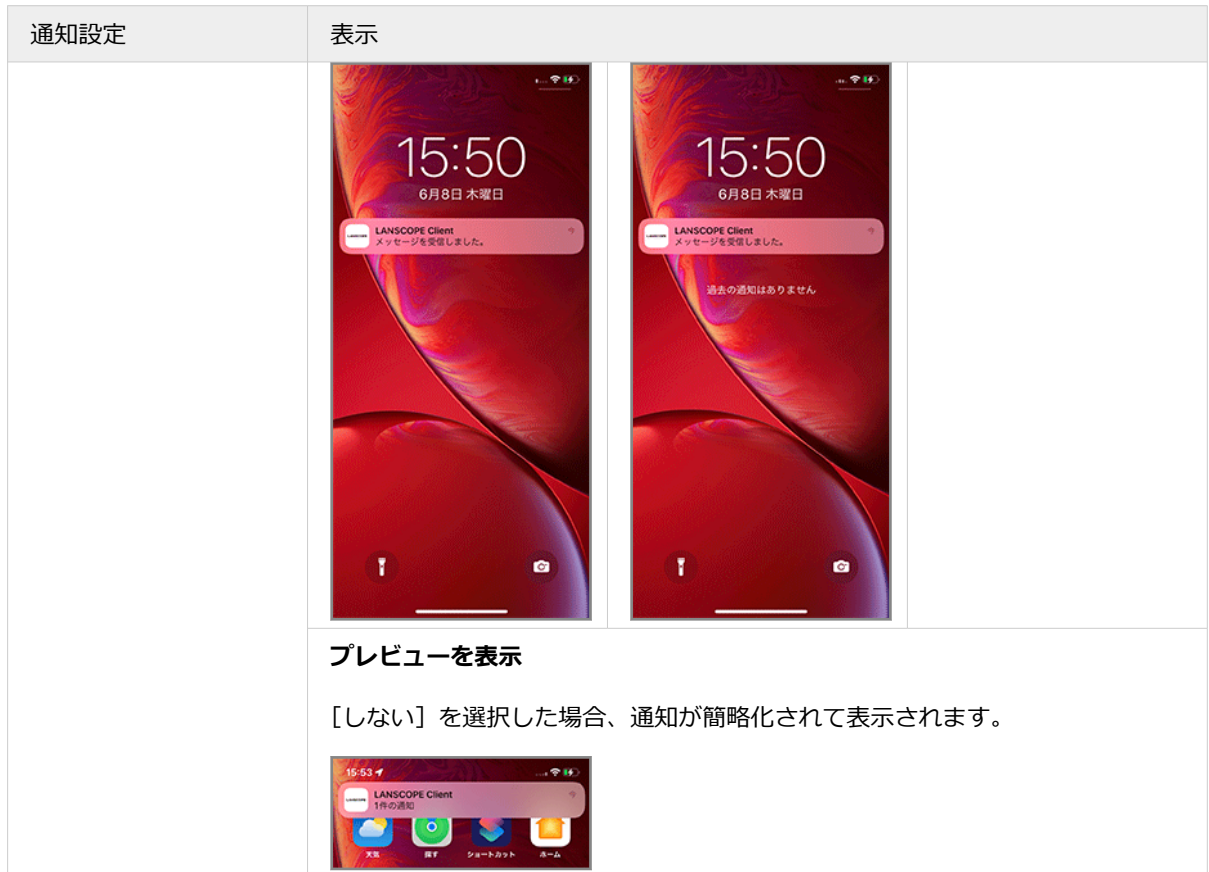 通知設定
表示
15:50
6月8日 木曜日
LANSCOPE Client
メッセージを受信しました。
15:50
6月8日 木曜日
LANSCOPE Client
メッセージを受信しました。
過去の通知はありません
プレビューを表示
［しない］を選択した場合、通知が簡略化されて表示されます。
15:53
LANSCOPE
LANSCOPE Client
1件の通知
天気 探す ショートカット ホーム